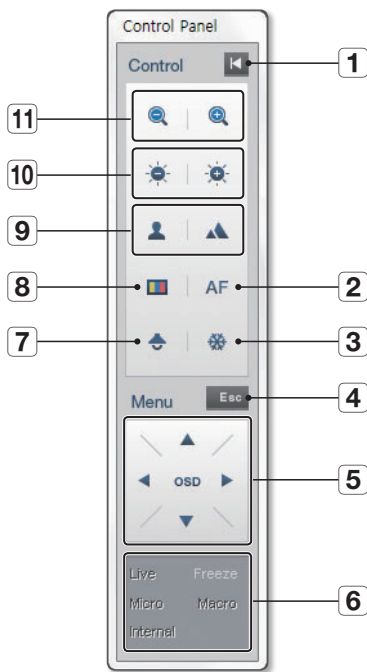 Control Panel
Control
1
11
10
9
8
AF
2
7
3
Menu
Esc
4
OSD
5
Live Freeze
Micro Macro
Internal
6